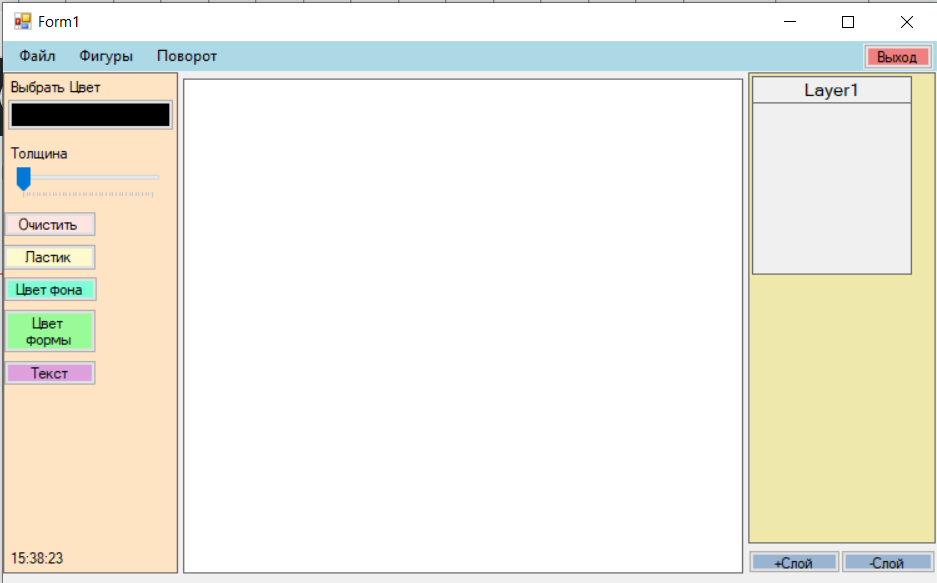 Form1
Файл Фигуры Поворот Выход
Выбрать Цвет
Толщина
Очистить
Ластик
Цвет фона
Цвет
формы
Текст
15:38:23
Layer1
+Слой -Слой